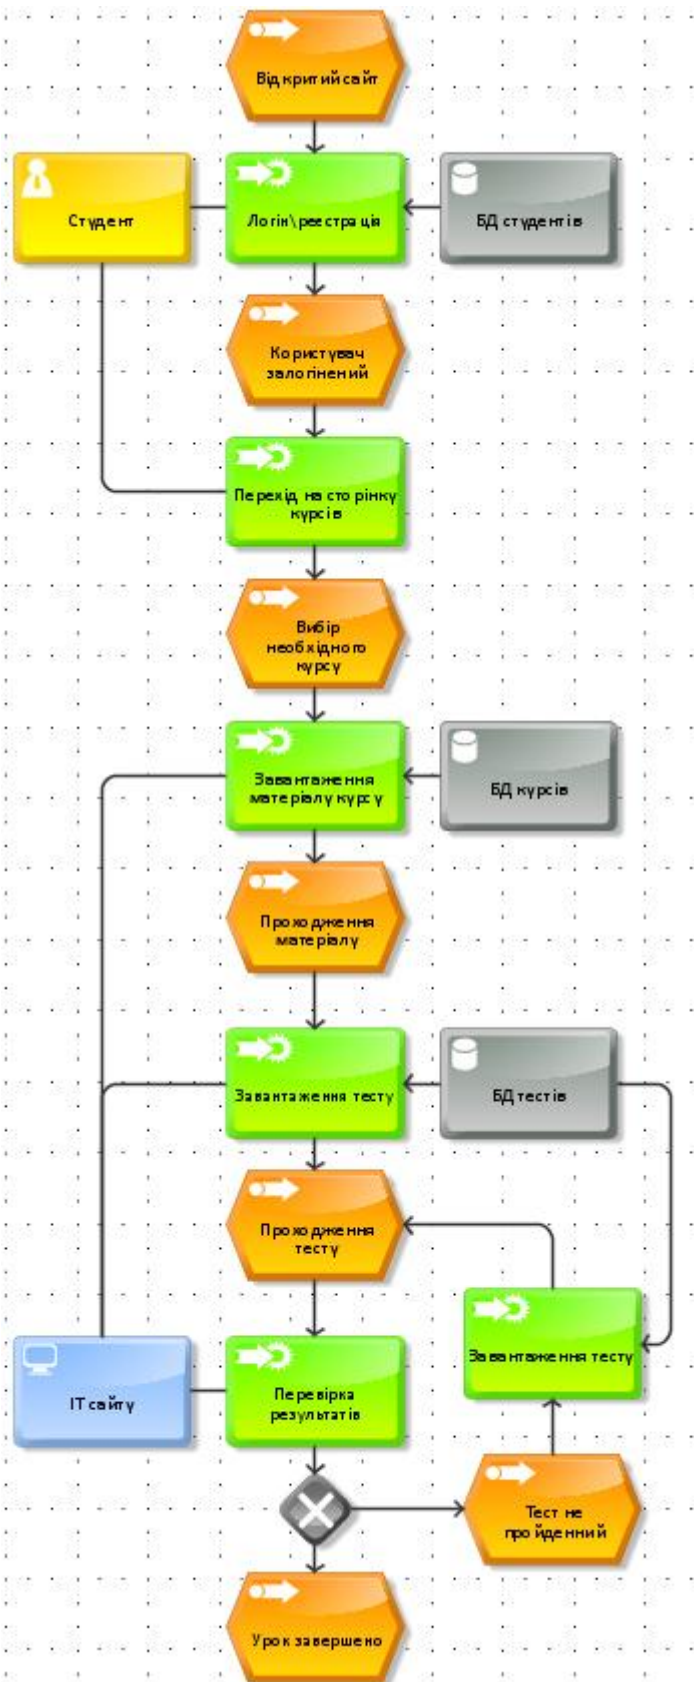 Відкритий сайт
Студент
Логін\реєстрація
БД студентів
Користувач
залогінений
Перехід на сторінку
курсів
Вибір
необхідного
курсу
Завантаження
матеріалу курсу
БД курсів
Проходження
матеріалу
Завантаження тесту
БД тестів
Проходження
тесту
Завантаження тесту
ІТ сайту
Перевірка
результатів
Тест не
пройденний
Урок завершено